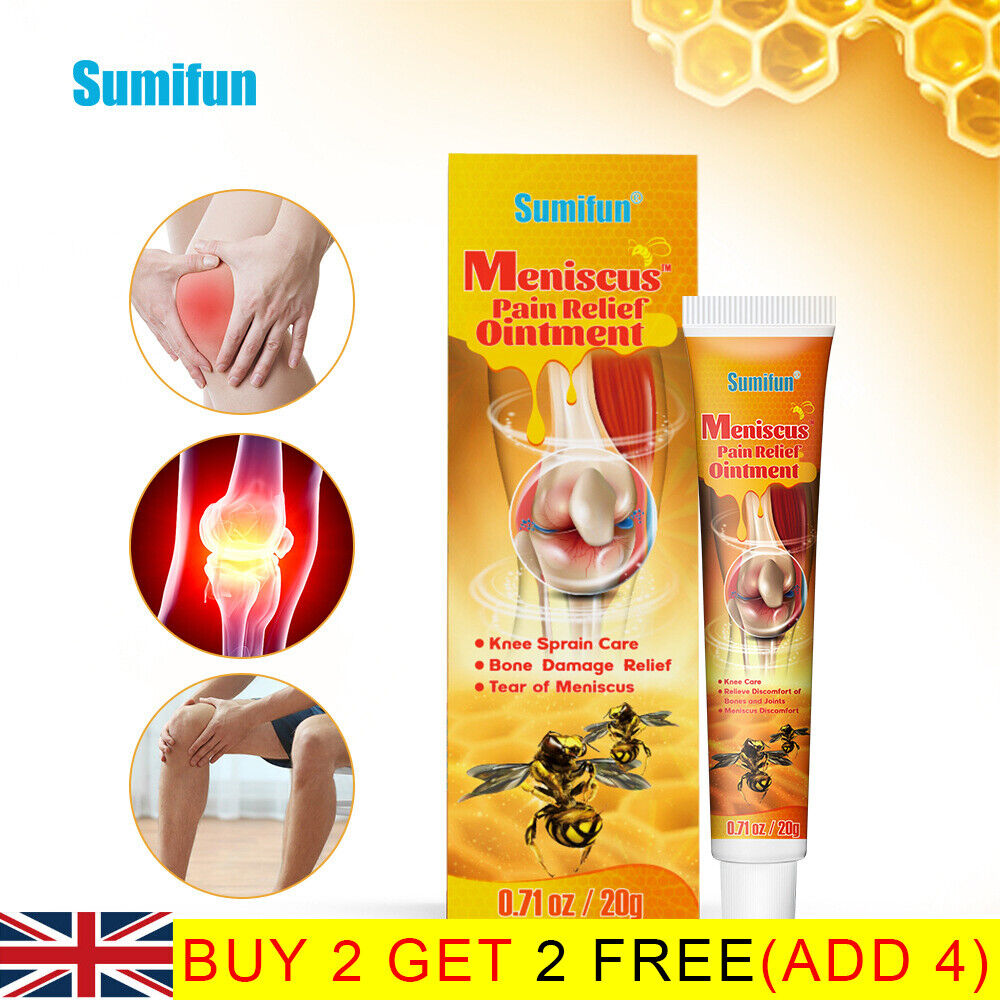 Sumifun
Sumifun®
Meniscus™
Pain Relief
Ointment
• Knee Sprain Care
• Bone Damage Relief
• Tear of Meniscus
0.71 oz / 20g
Sumifun®
Meniscus™
Pain Relief
Ointment
• Knee Care
• Relieve Discomfort of
Bones and Joints
• Meniscus Discomfort
0.71 oz / 20g
BUY 2 GET 2 FREE(ADD 4)